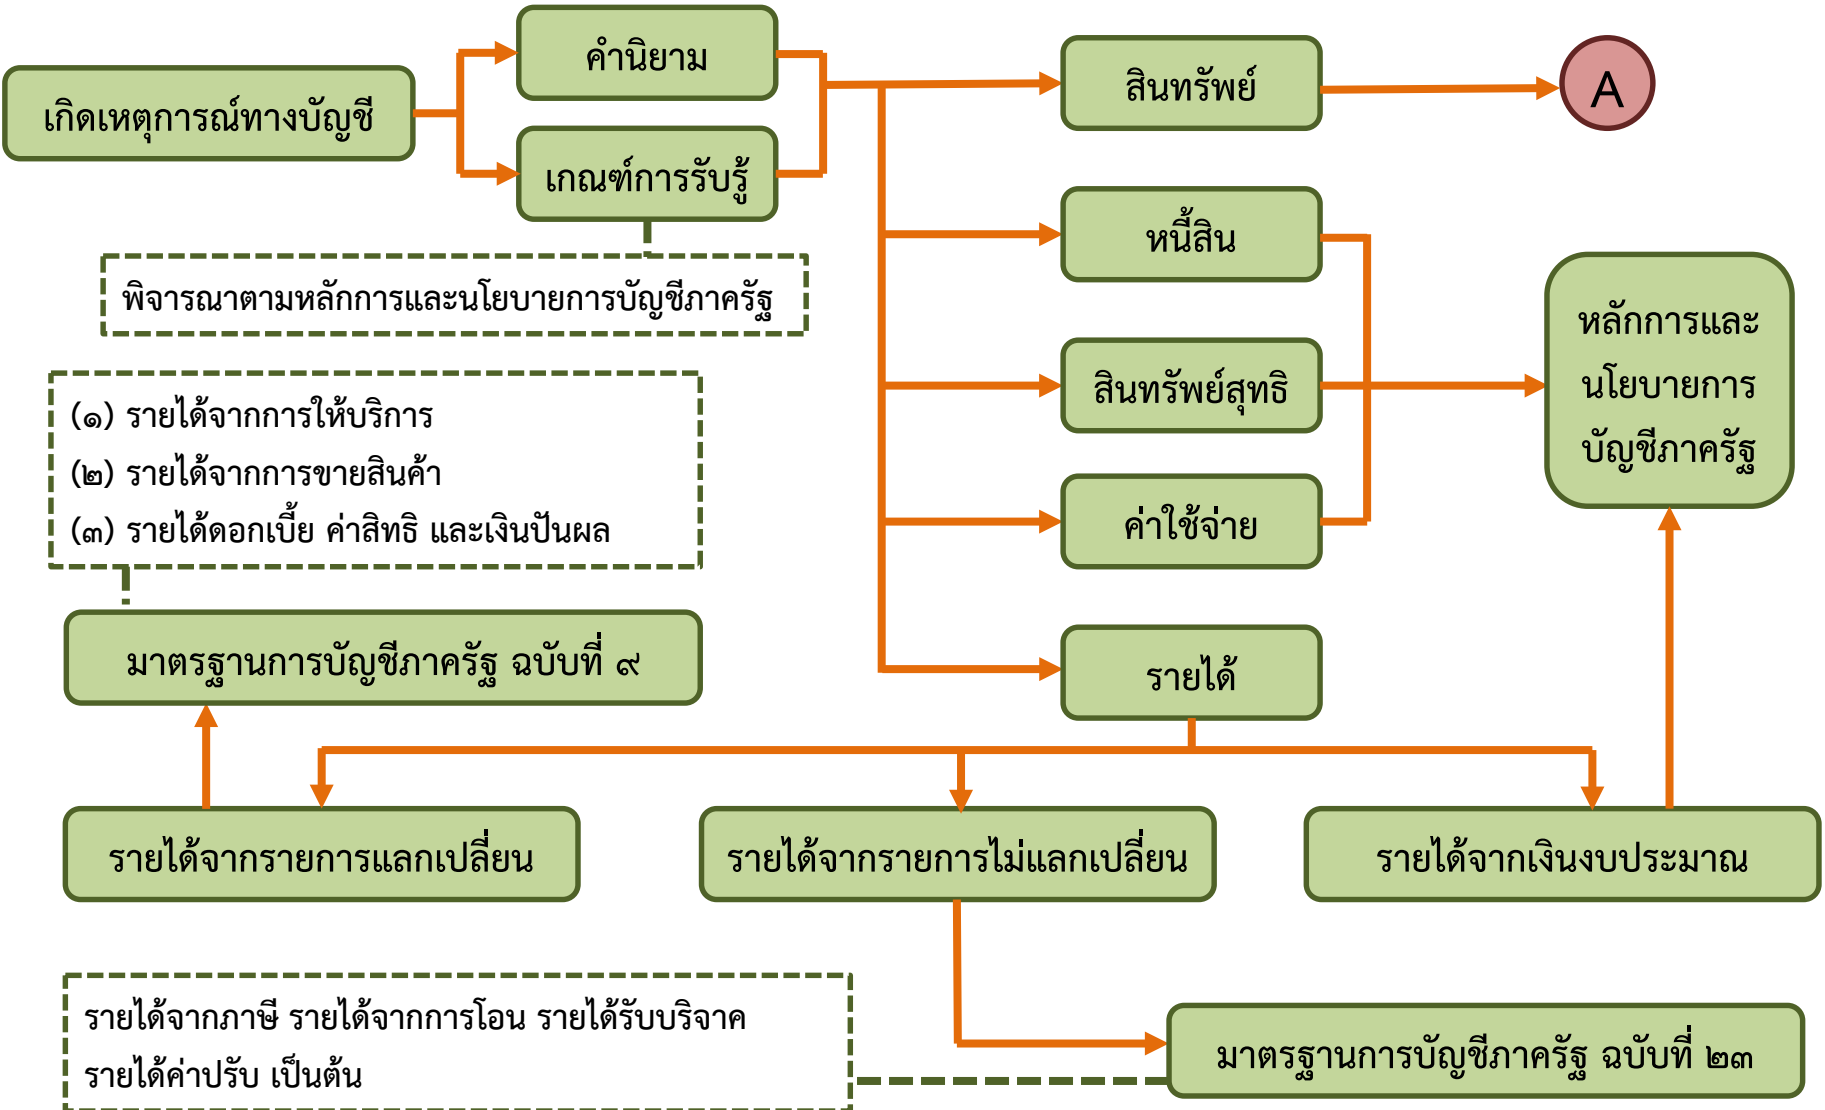 เกิดเหตุการณ์ทางบัญชี
คำนิยาม
เกณฑ์การรับรู้
สินทรัพย์
A
พิจารณาตามหลักการและนโยบายการบัญชีภาครัฐ
หนี้สิน
สินทรัพย์สุทธิ
ค่าใช้จ่าย
รายได้
หลักการและ
นโยบายการ
บัญชีภาครัฐ
(๑) รายได้จากการให้บริการ
(๒) รายได้จากการขายสินค้า
(๓) รายได้ดอกเบี้ย ค่าสิทธิ และเงินปันผล
มาตรฐานการบัญชีภาครัฐ ฉบับที่ ๙
รายได้จากรายการแลกเปลี่ยน
รายได้จากรายการไม่แลกเปลี่ยน
รายได้จากเงินงบประมาณ
รายได้จากภาษี รายได้จากการโอน รายได้รับบริจาค
รายได้ค่าปรับ เป็นต้น
มาตรฐานการบัญชีภาครัฐ ฉบับที่ ๒๓